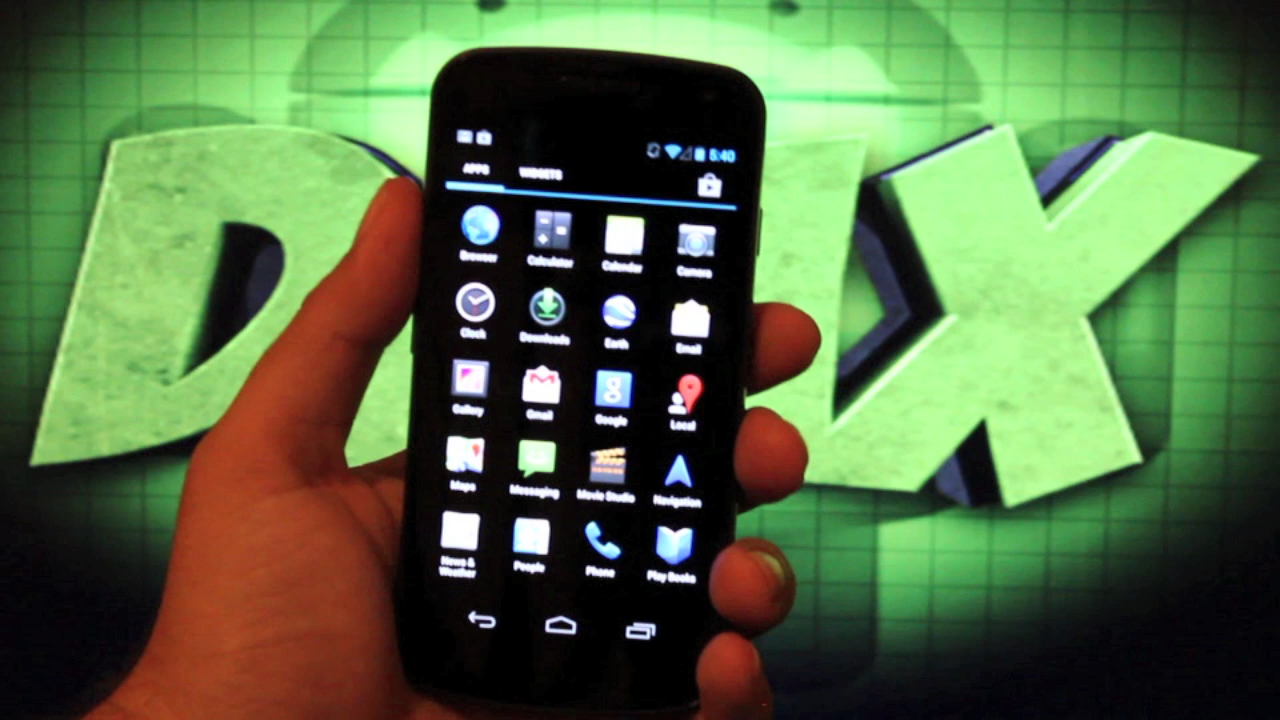 5:40
APPS WIDGETS
Browser Calculator Calendar Camera
Clock Downloads Earth Email
Gallery Gmail Google Local
Maps Messaging Movie Studio Navigation
News & People Phone Play Books
Weather
D
X